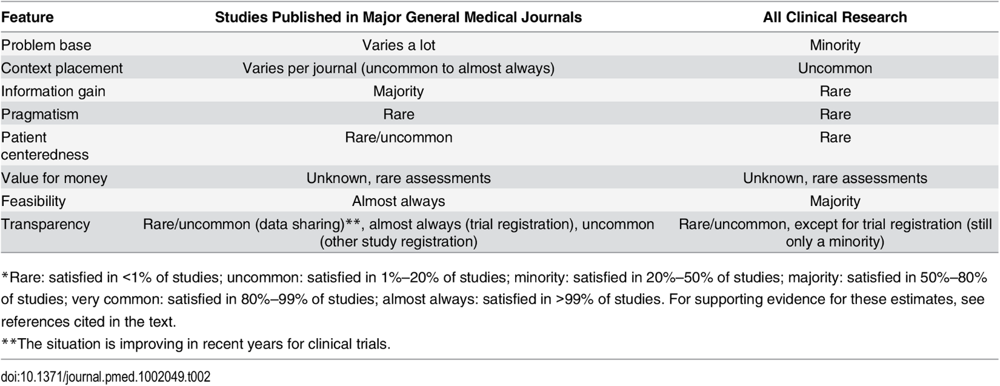 Feature Studies Published in Major General Medical Journals All Clinical Research
Problem base Varies a lot Minority
Context placement Varies per journal (uncommon to almost always) Uncommon
Information gain Majority Rare
Pragmatism Rare Rare
Patient Rare/uncommon Rare
centeredness
Value for money Unknown, rare assessments Unknown, rare assessments
Feasibility Almost always Majority
Transparency Rare/uncommon (data sharing)**, almost always (trial registration), uncommon Rare/uncommon, except for trial registration (still
(other study registration) only a minority)
*Rare: satisfied in <1% of studies; uncommon: satisfied in 1%–20% of studies; minority: satisfied in 20%–50% of studies; majority: satisfied in 50%–80%
of studies; very common: satisfied in 80%–99% of studies; almost always: satisfied in >99% of studies. For supporting evidence for these estimates, see
references cited in the text.
**The situation is improving in recent years for clinical trials.
doi:10.1371/journal.pmed.1002049.t002